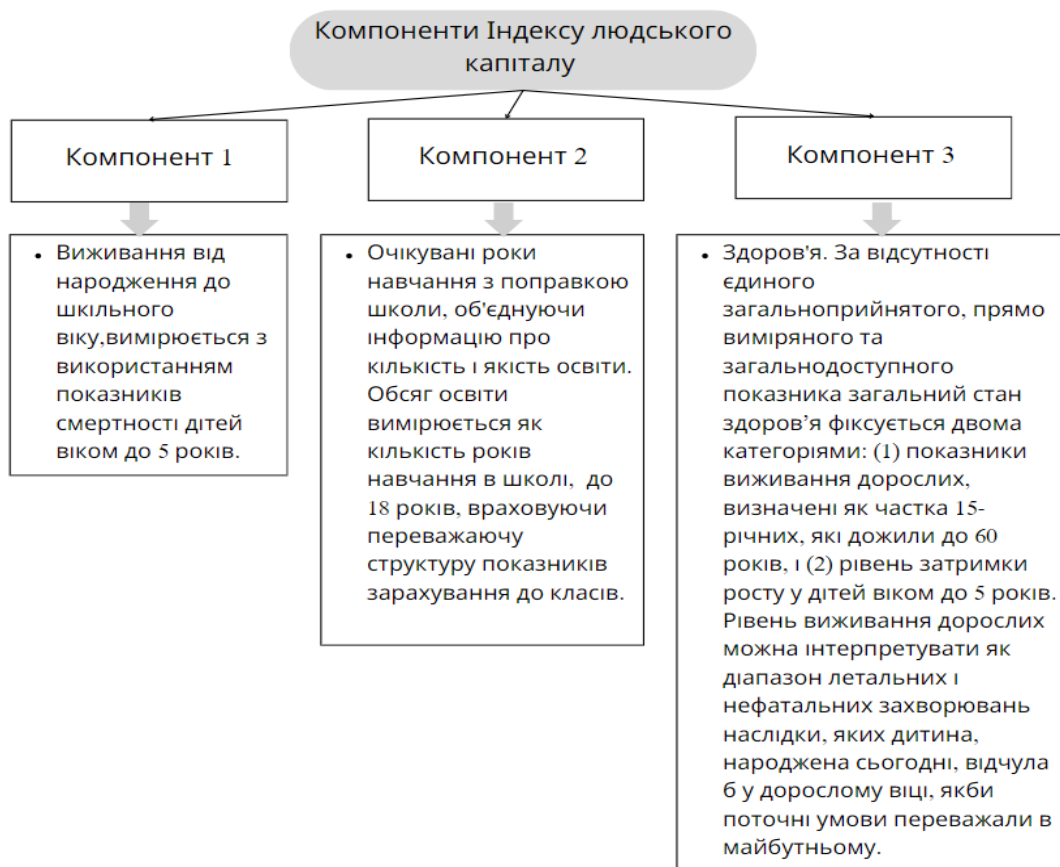 Компоненти Індексу людського
капіталу
Компонент 1
Компонент 2
Компонент 3
• Виживання від
народження до
шкільного
віку,вимірюється з
використанням
показників
смертності дітей
віком до 5 років.
• Очікувані роки
навчання з поправкою
школи, об'єднуючи
інформацію про
кількість і якість освіти.
Обсяг освіти
вимірюється як
кількість років
навчання в школі, до
18 років, враховуючи
переважаючу
структуру показників
зарахування до класів.
• Здоров'я. За відсутності
єдиного
загальноприйнятого, прямо
виміряного та
загальнодоступного
показника загальний стан
здоров’я фіксується двома
категоріями: (1) показники
виживання дорослих,
визначені як частка 15-
річних, які дожили до 60
років, і (2) рівень затримки
росту у дітей віком до 5 років.
Рівень виживання дорослих
можна інтерпретувати як
діапазон летальних і
нефатальних захворювань
наслідки, яких дитина,
народжена сьогодні, відчула
б у дорослому віці, якби
поточні умови переважали в
майбутньому.